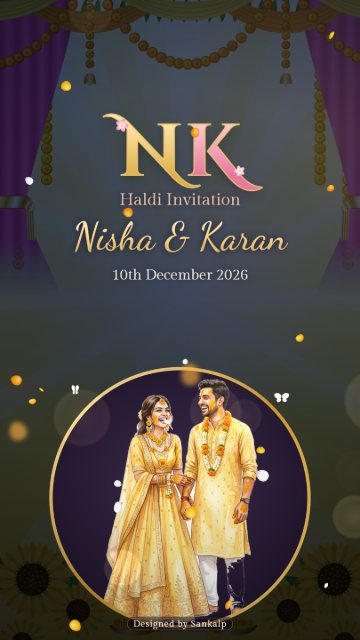 NK
Haldi Invitation
Nisha & Karan
10th December 2026
Designed by Sankalp